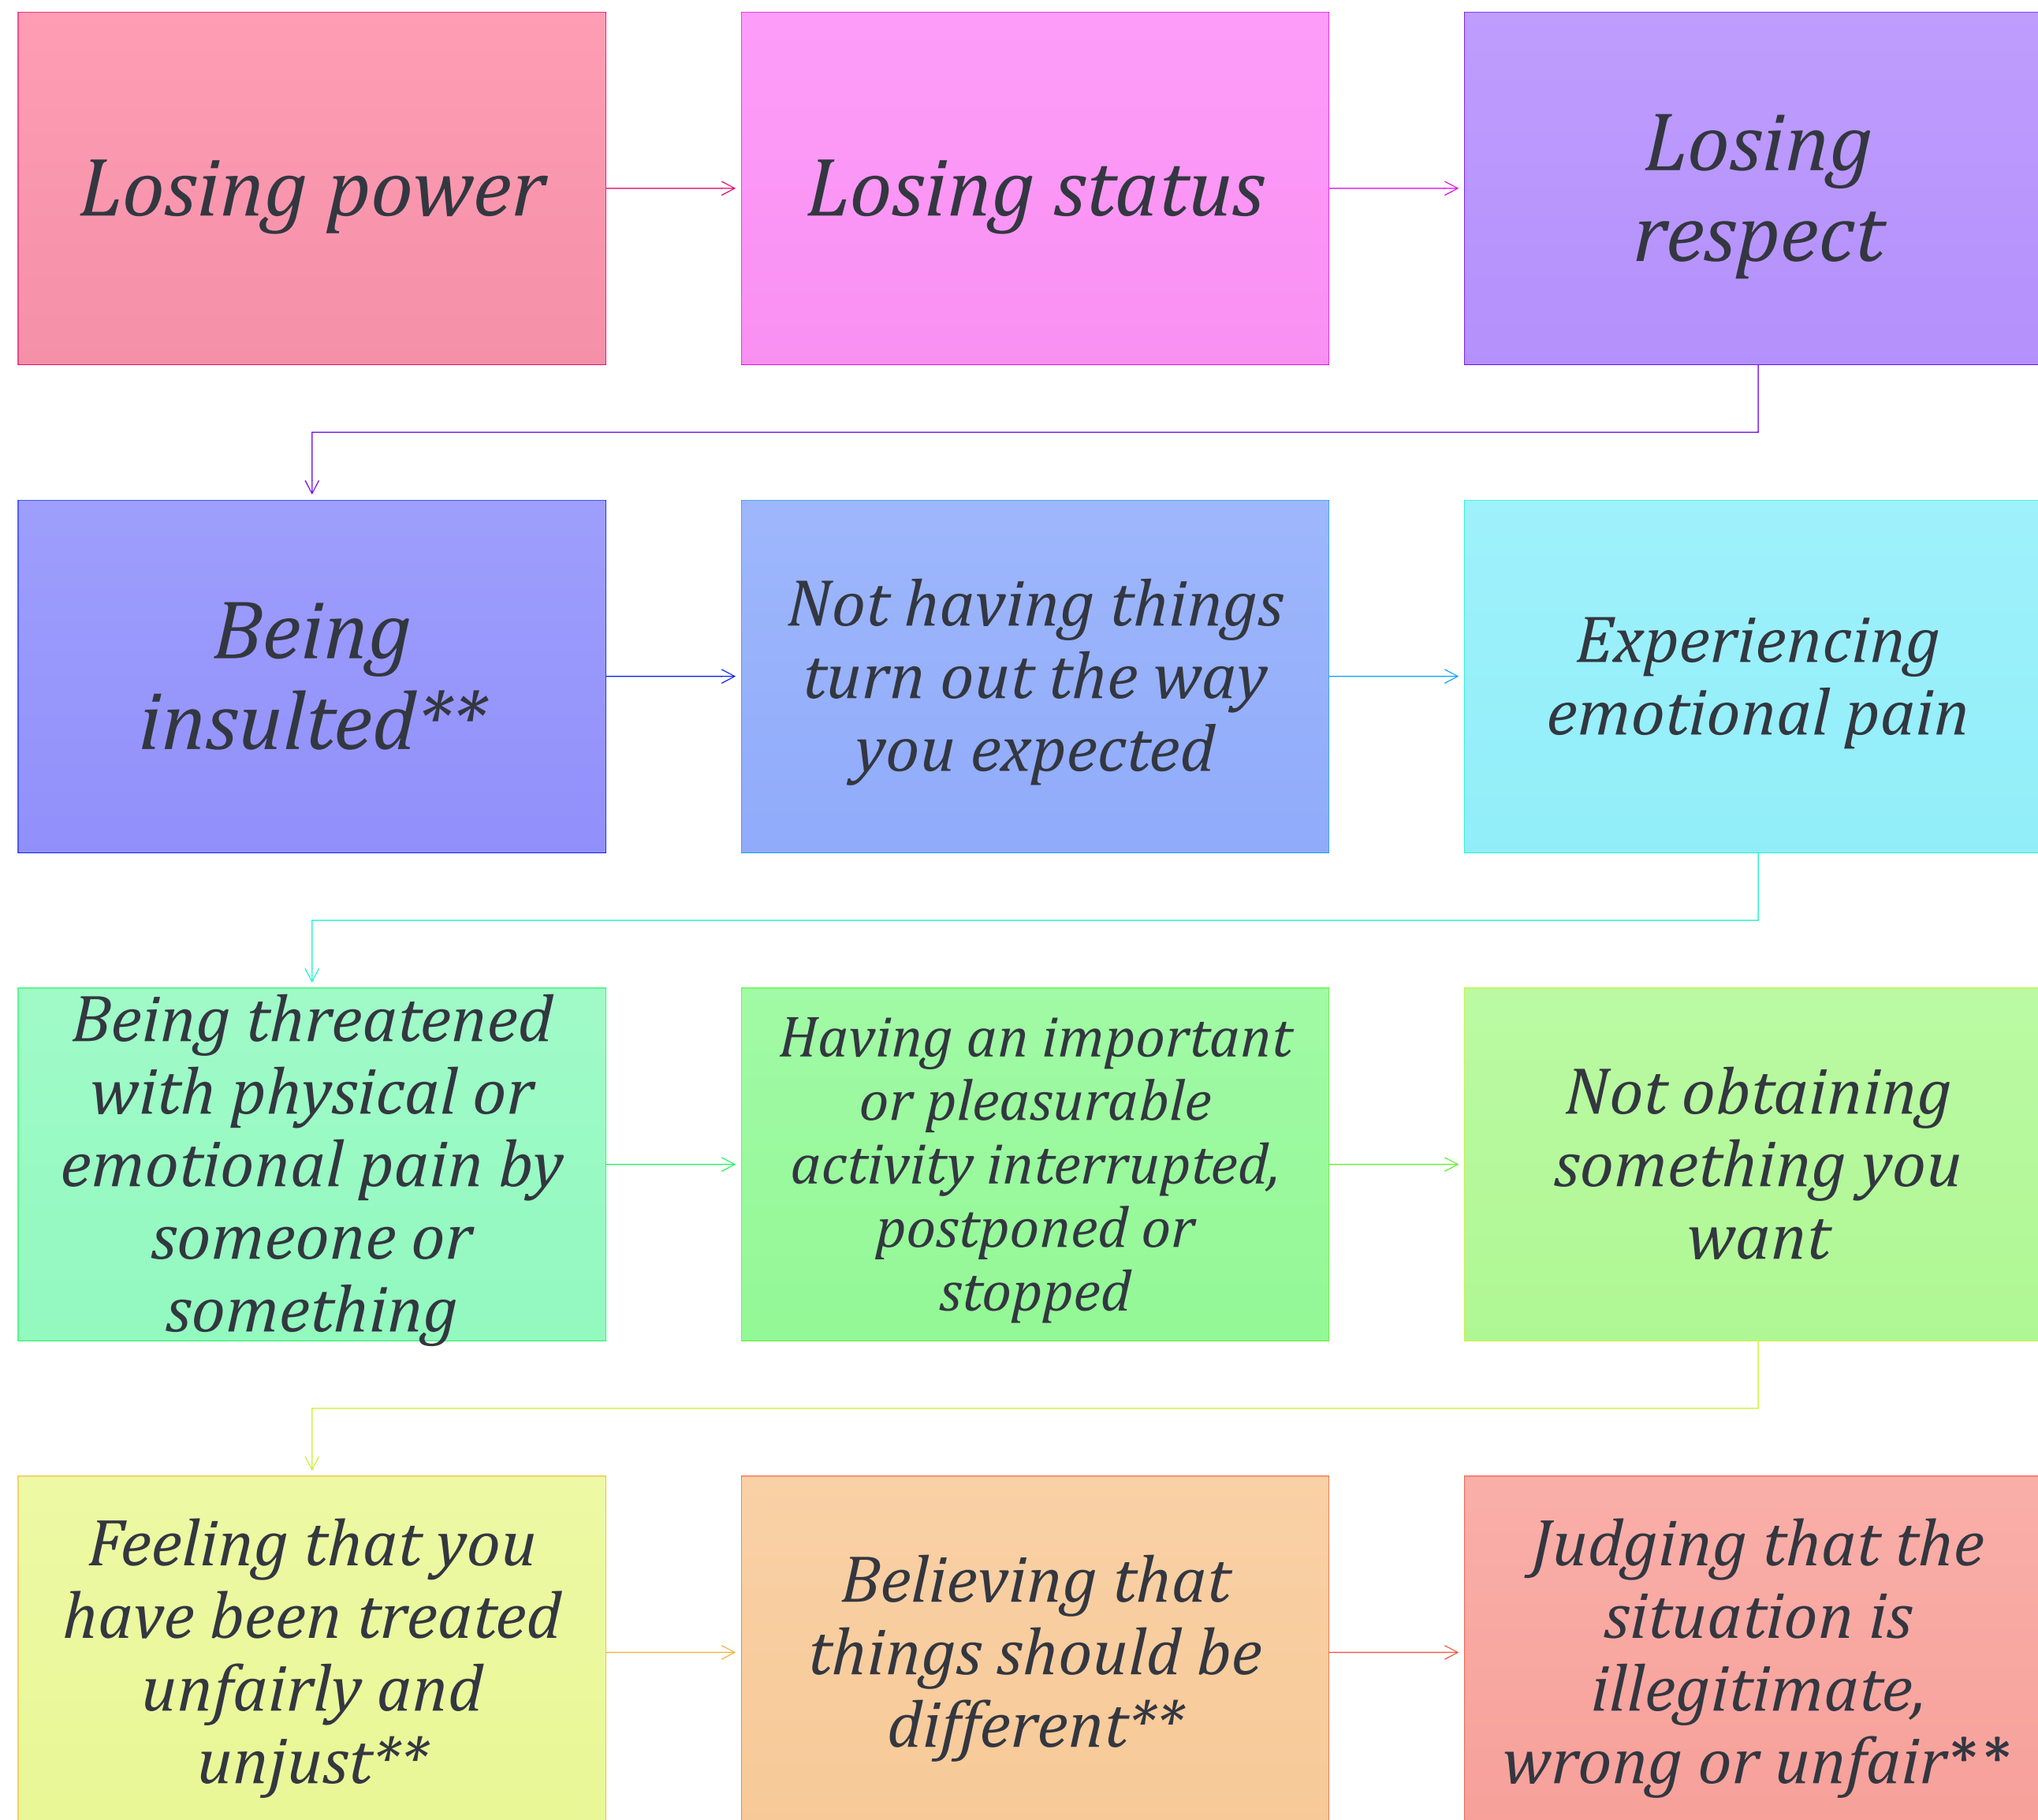 Losing power
Losing status
Losing
respect
Being
insulted**
Not having things
turn out the way
you expected
Experiencing
emotional pain
Being threatened
with physical or
emotional pain by
someone or
something
Having an important
or pleasurable
activity interrupted,
postponed or
stopped
Not obtaining
something you
want
Feeling that you
have been treated
unfairly and
unjust**
Believing that
things should be
different**
Judging that the
situation is
illegitimate,
wrong or unfair**